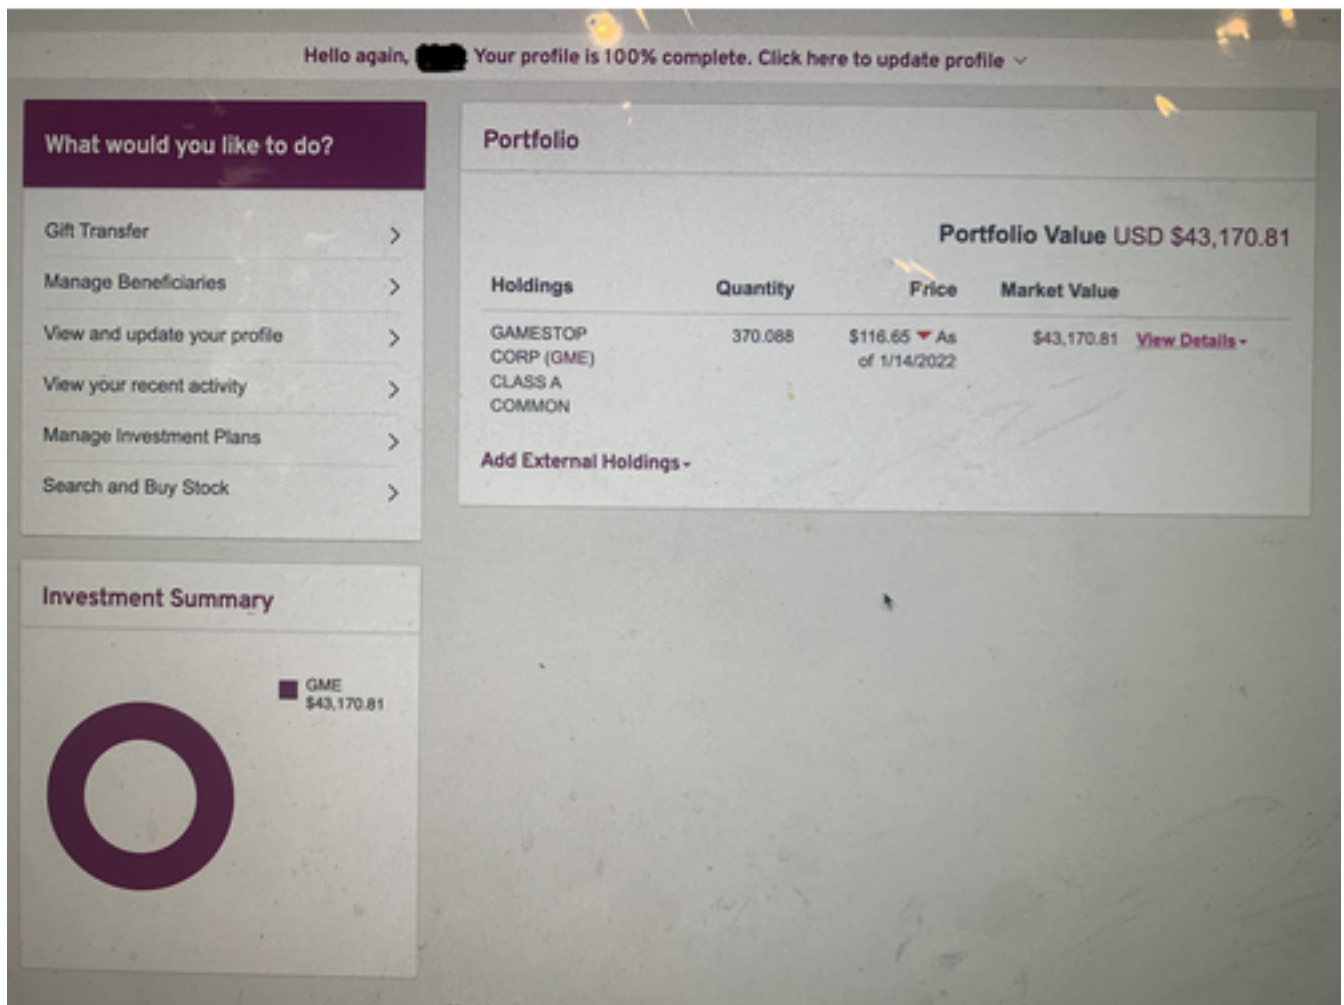 Hello again, Your profile is 100% complete. Click here to update profile
What would you like to do?
Gift Transfer
Manage Beneficiaries
View and update your profile
View your recent activity
Manage Investment Plans
Search and Buy Stock
Portfolio
Portfolio Value USD $43,170.81
Holdings Quantity Price Market Value
GAMESTOP 370.088 $116.65 As $43,170.81 View Details
CORP (GME) of 1/14/2022
CLASS A
COMMON
Add External Holdings
Investment Summary
GME
$43,170.81